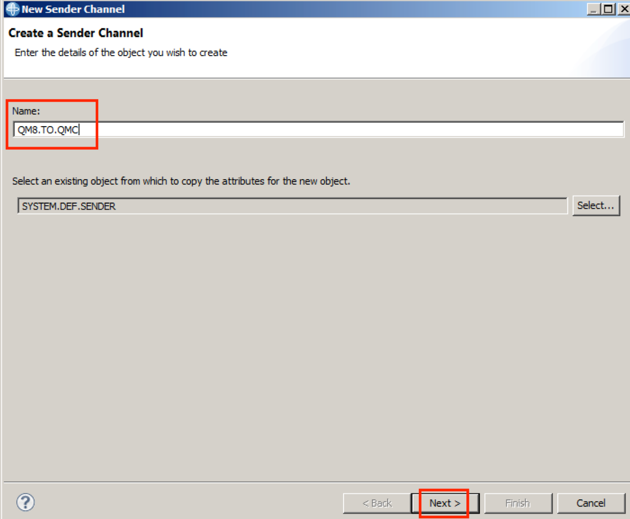 New Sender Channel
Create a Sender Channel
Enter the details of the object you wish to create
Name:
QM8.TO.QMC
Select an existing object from which to copy the attributes for the new object.
SYSTEM.DEF.SENDER
Select...
?
< Back
Next >
Finish
Cancel